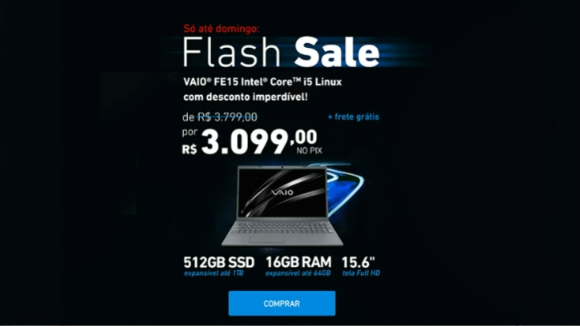 Só até domingo:
Flash Sale
VAIO® FE15 Intel® Core™ i5 Linux
com desconto imperdível!
de R$ 3.799,00
+ frete grátis
por
R$ 3.099,00
NO PIX
VAIO
512GB SSD 16GB RAM 15.6"
expansível até 1TB expansível até 64GB tela Full HD
COMPRAR